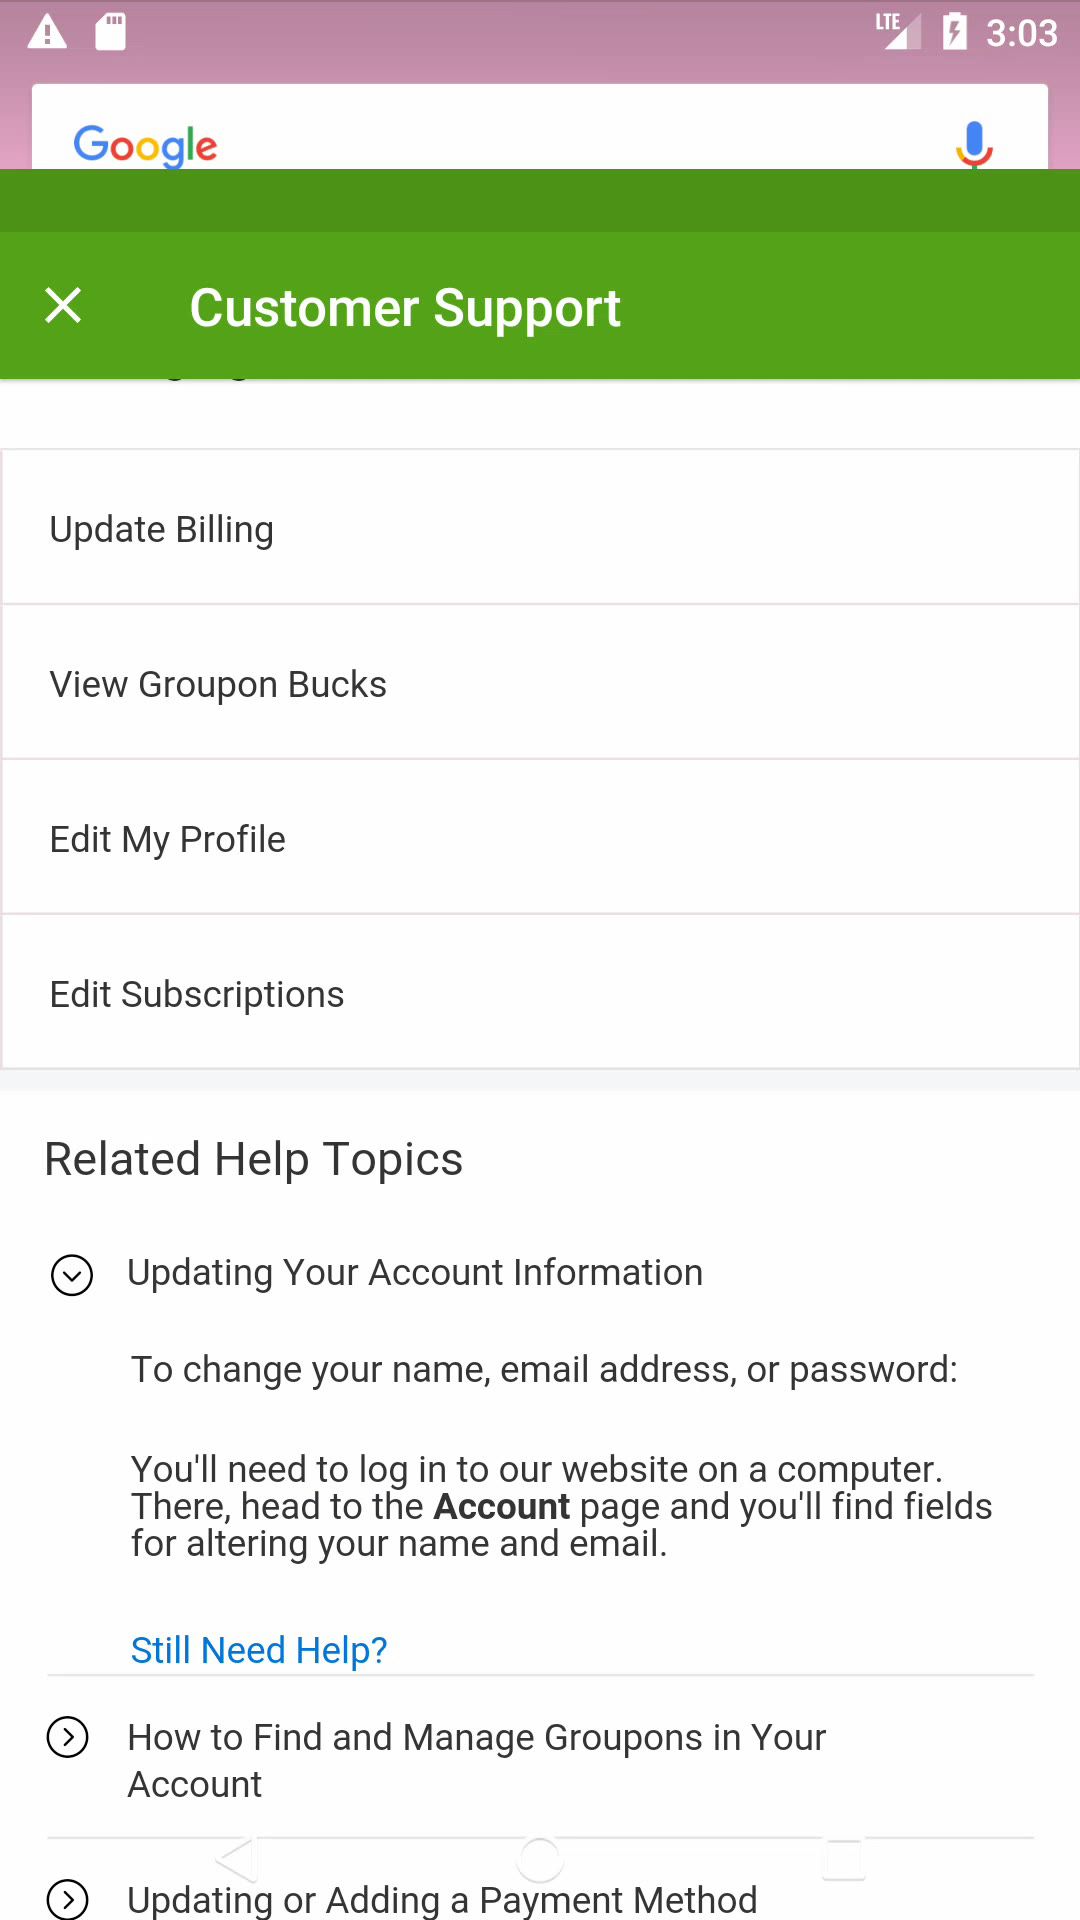 LTE 3:03
Google
Customer Support
Update Billing
View Groupon Bucks
Edit My Profile
Edit Subscriptions
Related Help Topics
Updating Your Account Information
To change your name, email address, or password:
You'll need to log in to our website on a computer.
There, head to the Account page and you'll find fields
for altering your name and email.
Still Need Help?
How to Find and Manage Groupons in Your
Account
Updating or Adding a Payment Method